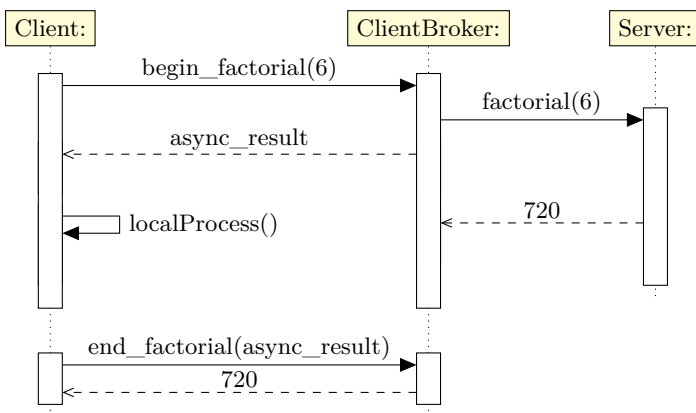 Client:
ClientBroker:
Server:
begin_factorial(6)
factorial(6)
async_result
localProcess()
720
end_factorial(async_result)
720